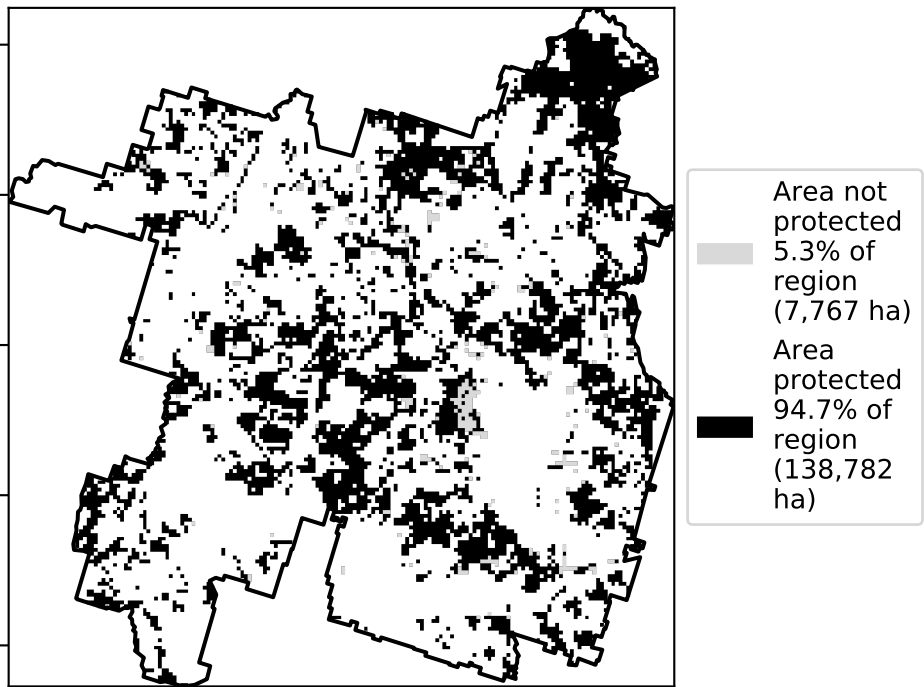 Area not
protected
5.3% of
region
(7,767 ha)
Area
protected
94.7% of
region
(138,782
ha)